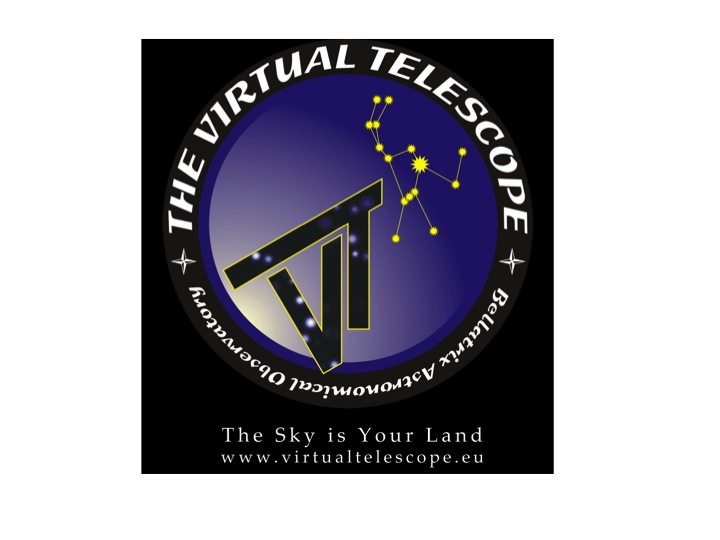 THE VIRTUAL TELESCOPE
Bellatrix Astronomical Observatory
VT
The Sky is Your Land
www.virtualtelescope.eu